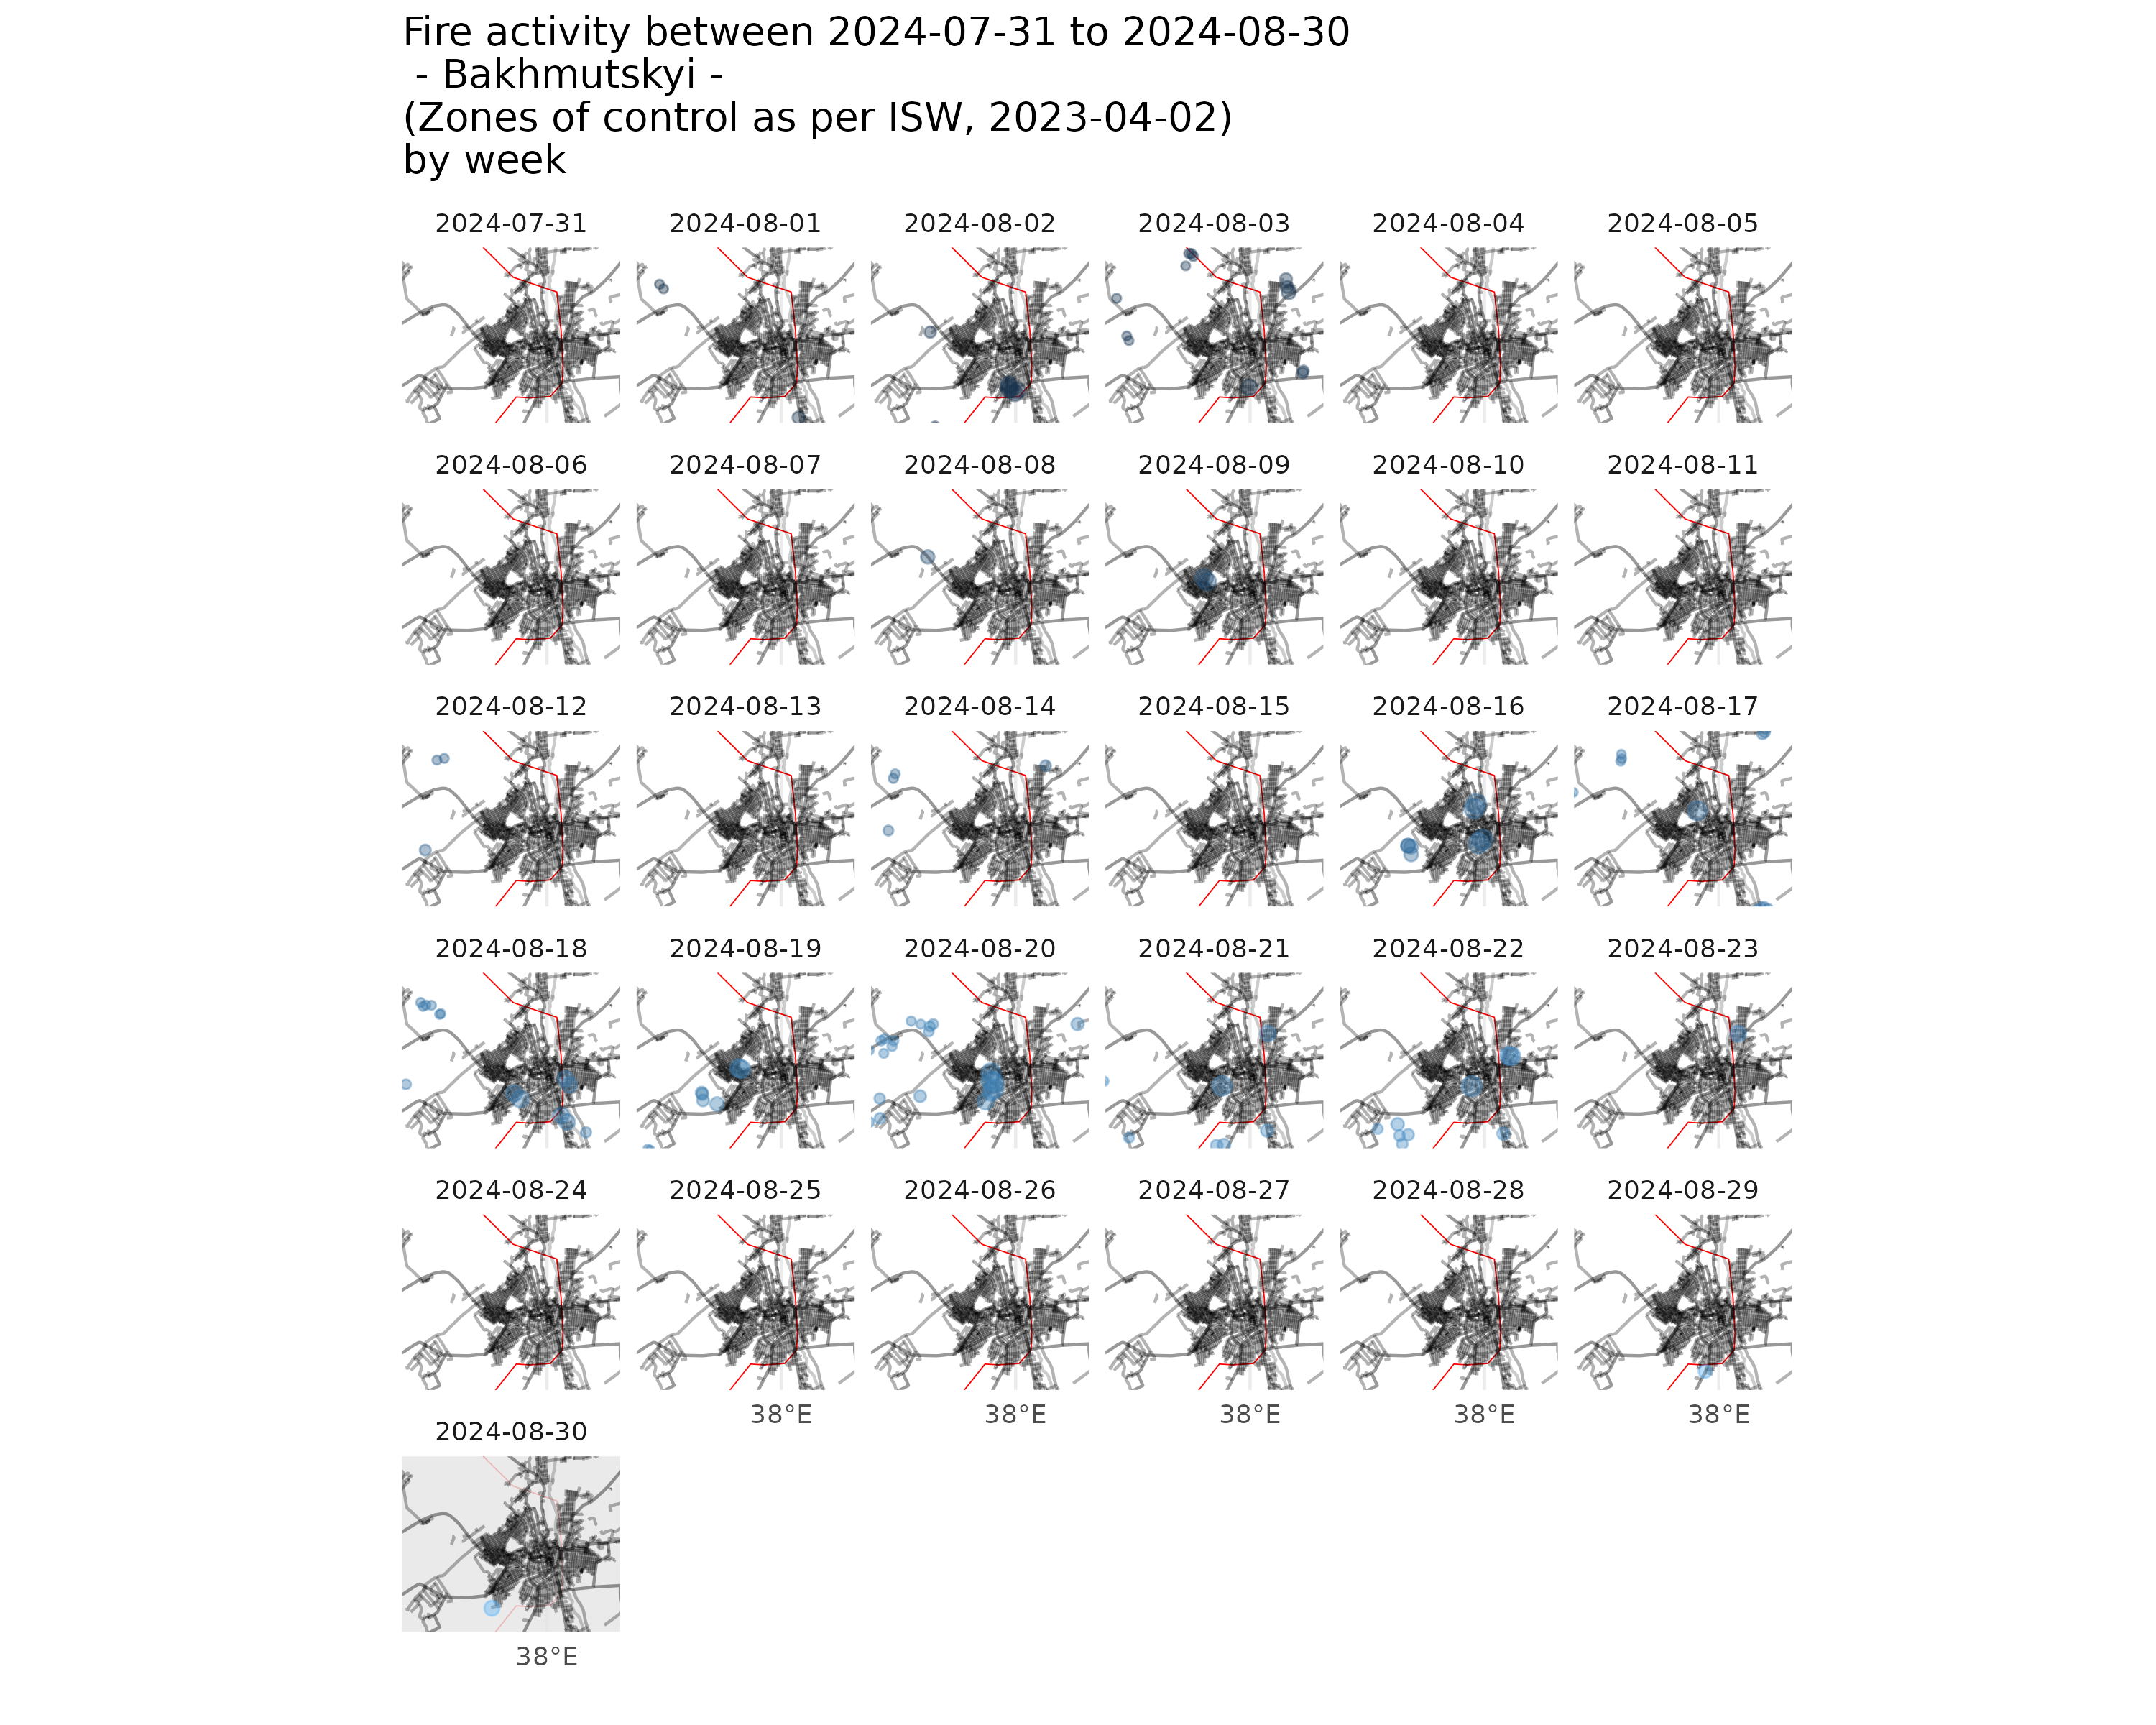 Fire activity between 2024-07-31 to 2024-08-30
- Bakhmutskyi -
(Zones of control as per ISW, 2023-04-02)
by week
2024-07-31 2024-08-01 2024-08-02 2024-08-03 2024-08-04 2024-08-05
2024-08-06 2024-08-07 2024-08-08 2024-08-09 2024-08-10 2024-08-11
2024-08-12 2024-08-13 2024-08-14 2024-08-15 2024-08-16 2024-08-17
2024-08-18 2024-08-19 2024-08-20 2024-08-21 2024-08-22 2024-08-23
2024-08-24 2024-08-25 2024-08-26 2024-08-27 2024-08-28 2024-08-29
38°E 38°E 38°E 38°E 38°E
2024-08-30
38°E